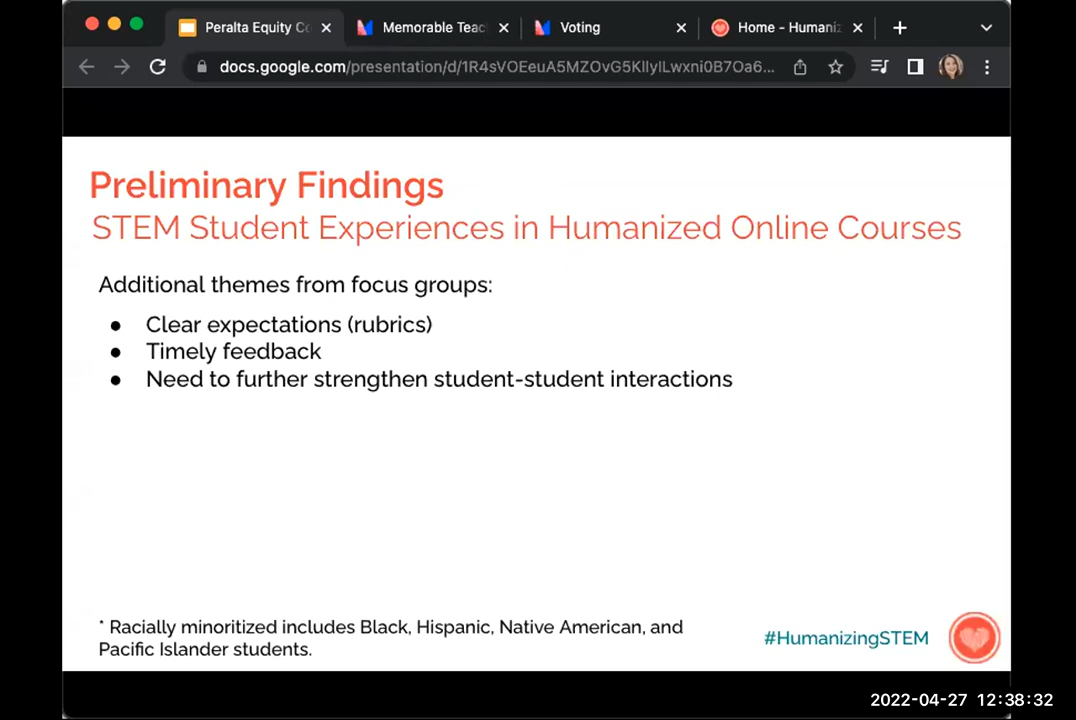 Peralta Equity Co
Memorable Teac
Voting
Home - Humaniz
docs.google.com/presentation/d/1R4sVOEeuA5MZOvG5KllylLwxni0B7Oa6...
Preliminary Findings
STEM Student Experiences in Humanized Online Courses
Additional themes from focus groups:
● Clear expectations (rubrics)
● Timely feedback
● Need to further strengthen student-student interactions
* Racially minoritized includes Black, Hispanic, Native American, and
Pacific Islander students.
#HumanizingSTEM
2022-04-27 12:38:32